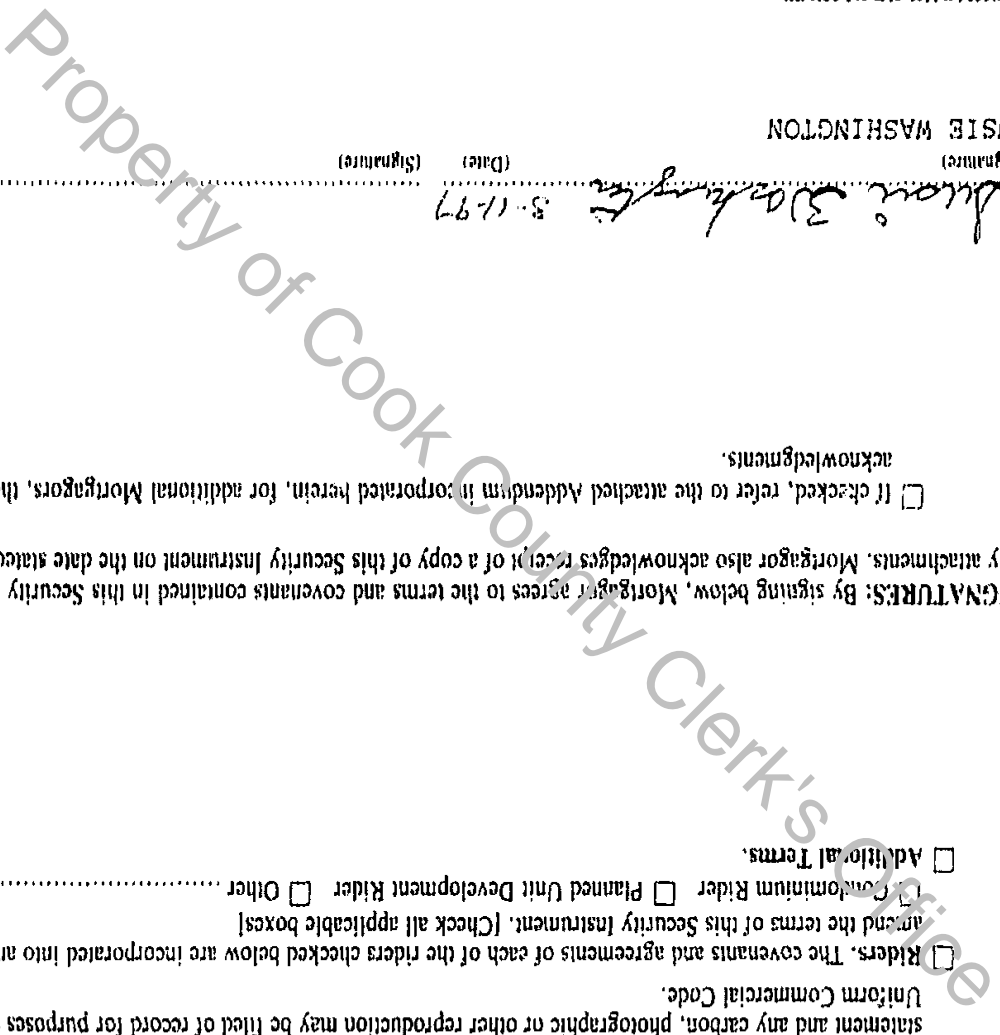 statement and any carbon, photographic or other reproduction may be filed of record for purposes
Uniform Commercial Code.
☐ Riders. The covenants and agreements of each of the riders checked below are incorporated into
amend the terms of this Security Instrument. [Check all applicable boxes]
☐ Condominium Rider ☐ Planned Unit Development Rider ☐ Other
☐ Additional Terms.
SIGNATURES: By signing below, Mortgagor agrees to the terms and covenants contained in this Security
attachments. Mortgagor also acknowledges receipt of a copy of this Security Instrument on the date stated
☐ If checked, refer to the attached Addendum incorporated herein, for additional Mortgagors,
acknowledgments.
Washington 3-11-97
(Signature) (Date) (Signature)
SIE WASHINGTON
Property of Cook County Clerk's Office